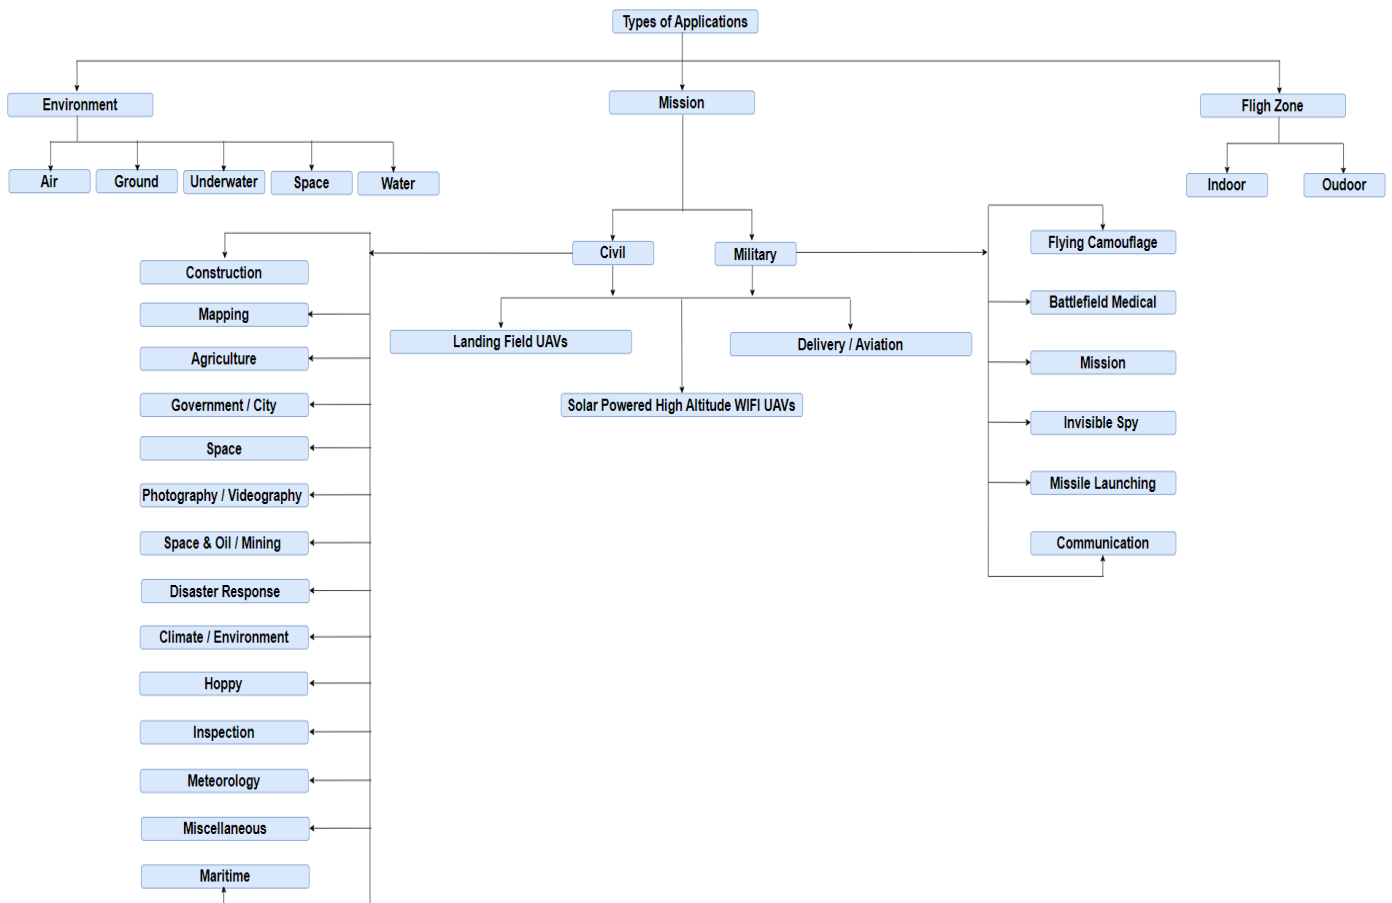 Types of Applications
Environment
Mission
Fligh Zone
Air
Ground
Underwater
Space
Water
Indoor
Oudoor
Civil
Military
Landing Field UAVs
Delivery / Aviation
Solar Powered High Altitude WIFI UAVs
Construction
Mapping
Agriculture
Government / City
Space
Photography / Videography
Space & Oil / Mining
Disaster Response
Climate / Environment
Hoppy
Inspection
Meteorology
Miscellaneous
Maritime
Flying Camouflage
Battlefield Medical
Mission
Invisible Spy
Missile Launching
Communication